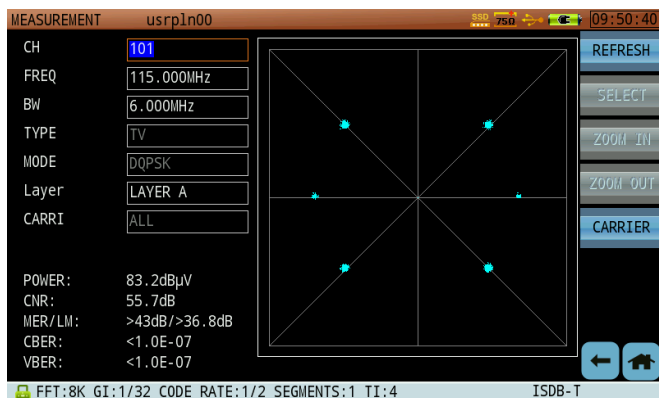 MEASUREMENT usrpln00 SSD 75Ω 09:50:40
CH 101 REFRESH
FREQ 115.000MHz
BW 6.000MHz SELECT
TYPE TV ZOOM IN
MODE DQPSK
Layer LAYER A ZOOM OUT
CARRI ALL CARRIER
POWER: 83.2dBµV
CNR: 55.7dB
MER/LM: >43dB/>36.8dB
CBER: <1.0E-07
VBER: <1.0E-07
FFT:8K GI:1/32 CODE RATE:1/2 SEGMENTS:1 TI:4 ISDB-T